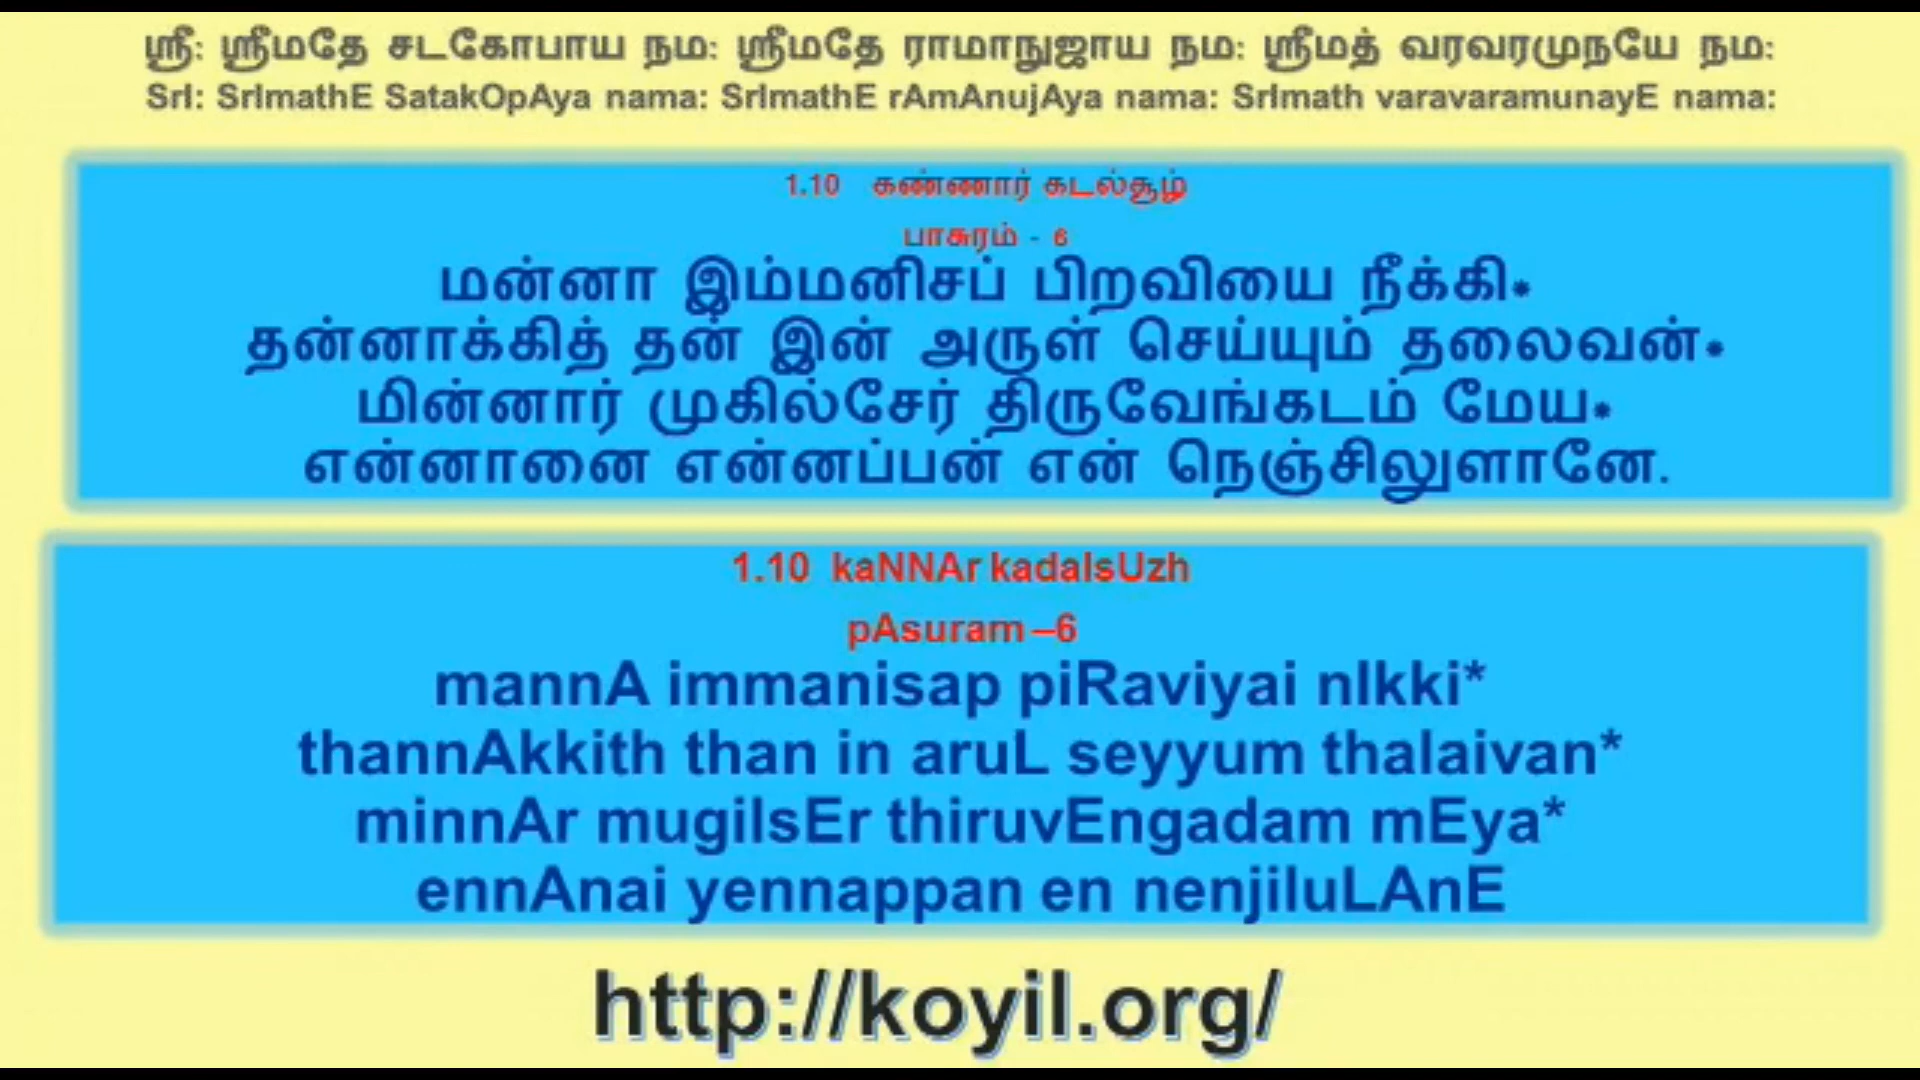 ஸ்ரீ: ஸ்ரீமதே சடகோபாய நம: ஸ்ரீமதே ராமாநுஜாய நம: ஸ்ரீமத் வரவரமுநயே நம:
SrI: SrImathE SatakOpAya nama: SrImathE rAmAnujAya nama: SrImath varavaramunayE nama:
1.10 கண்ணார் கடல்சூழ்
பாசுரம் - 6
மன்னா இம்மனிசப் பிறவியை நீக்கி*
தன்னாக்கித் தன் இன் அருள் செய்யும் தலைவன்*
மின்னார் முகில்சேர் திருவேங்கடம் மேய*
என்னானை என்னப்பன் என் நெஞ்சிலுளானே.
1.10 kaNNAr kadalsUzh
pAsuram –6
mannA immanisap piRaviyai nIkki*
thannAkkith than in aruL seyyum thalaivan*
minnAr mugilsEr thiruvEngadam mEya*
ennAnai yennappan en nenjiluLAnE
http://koyil.org/